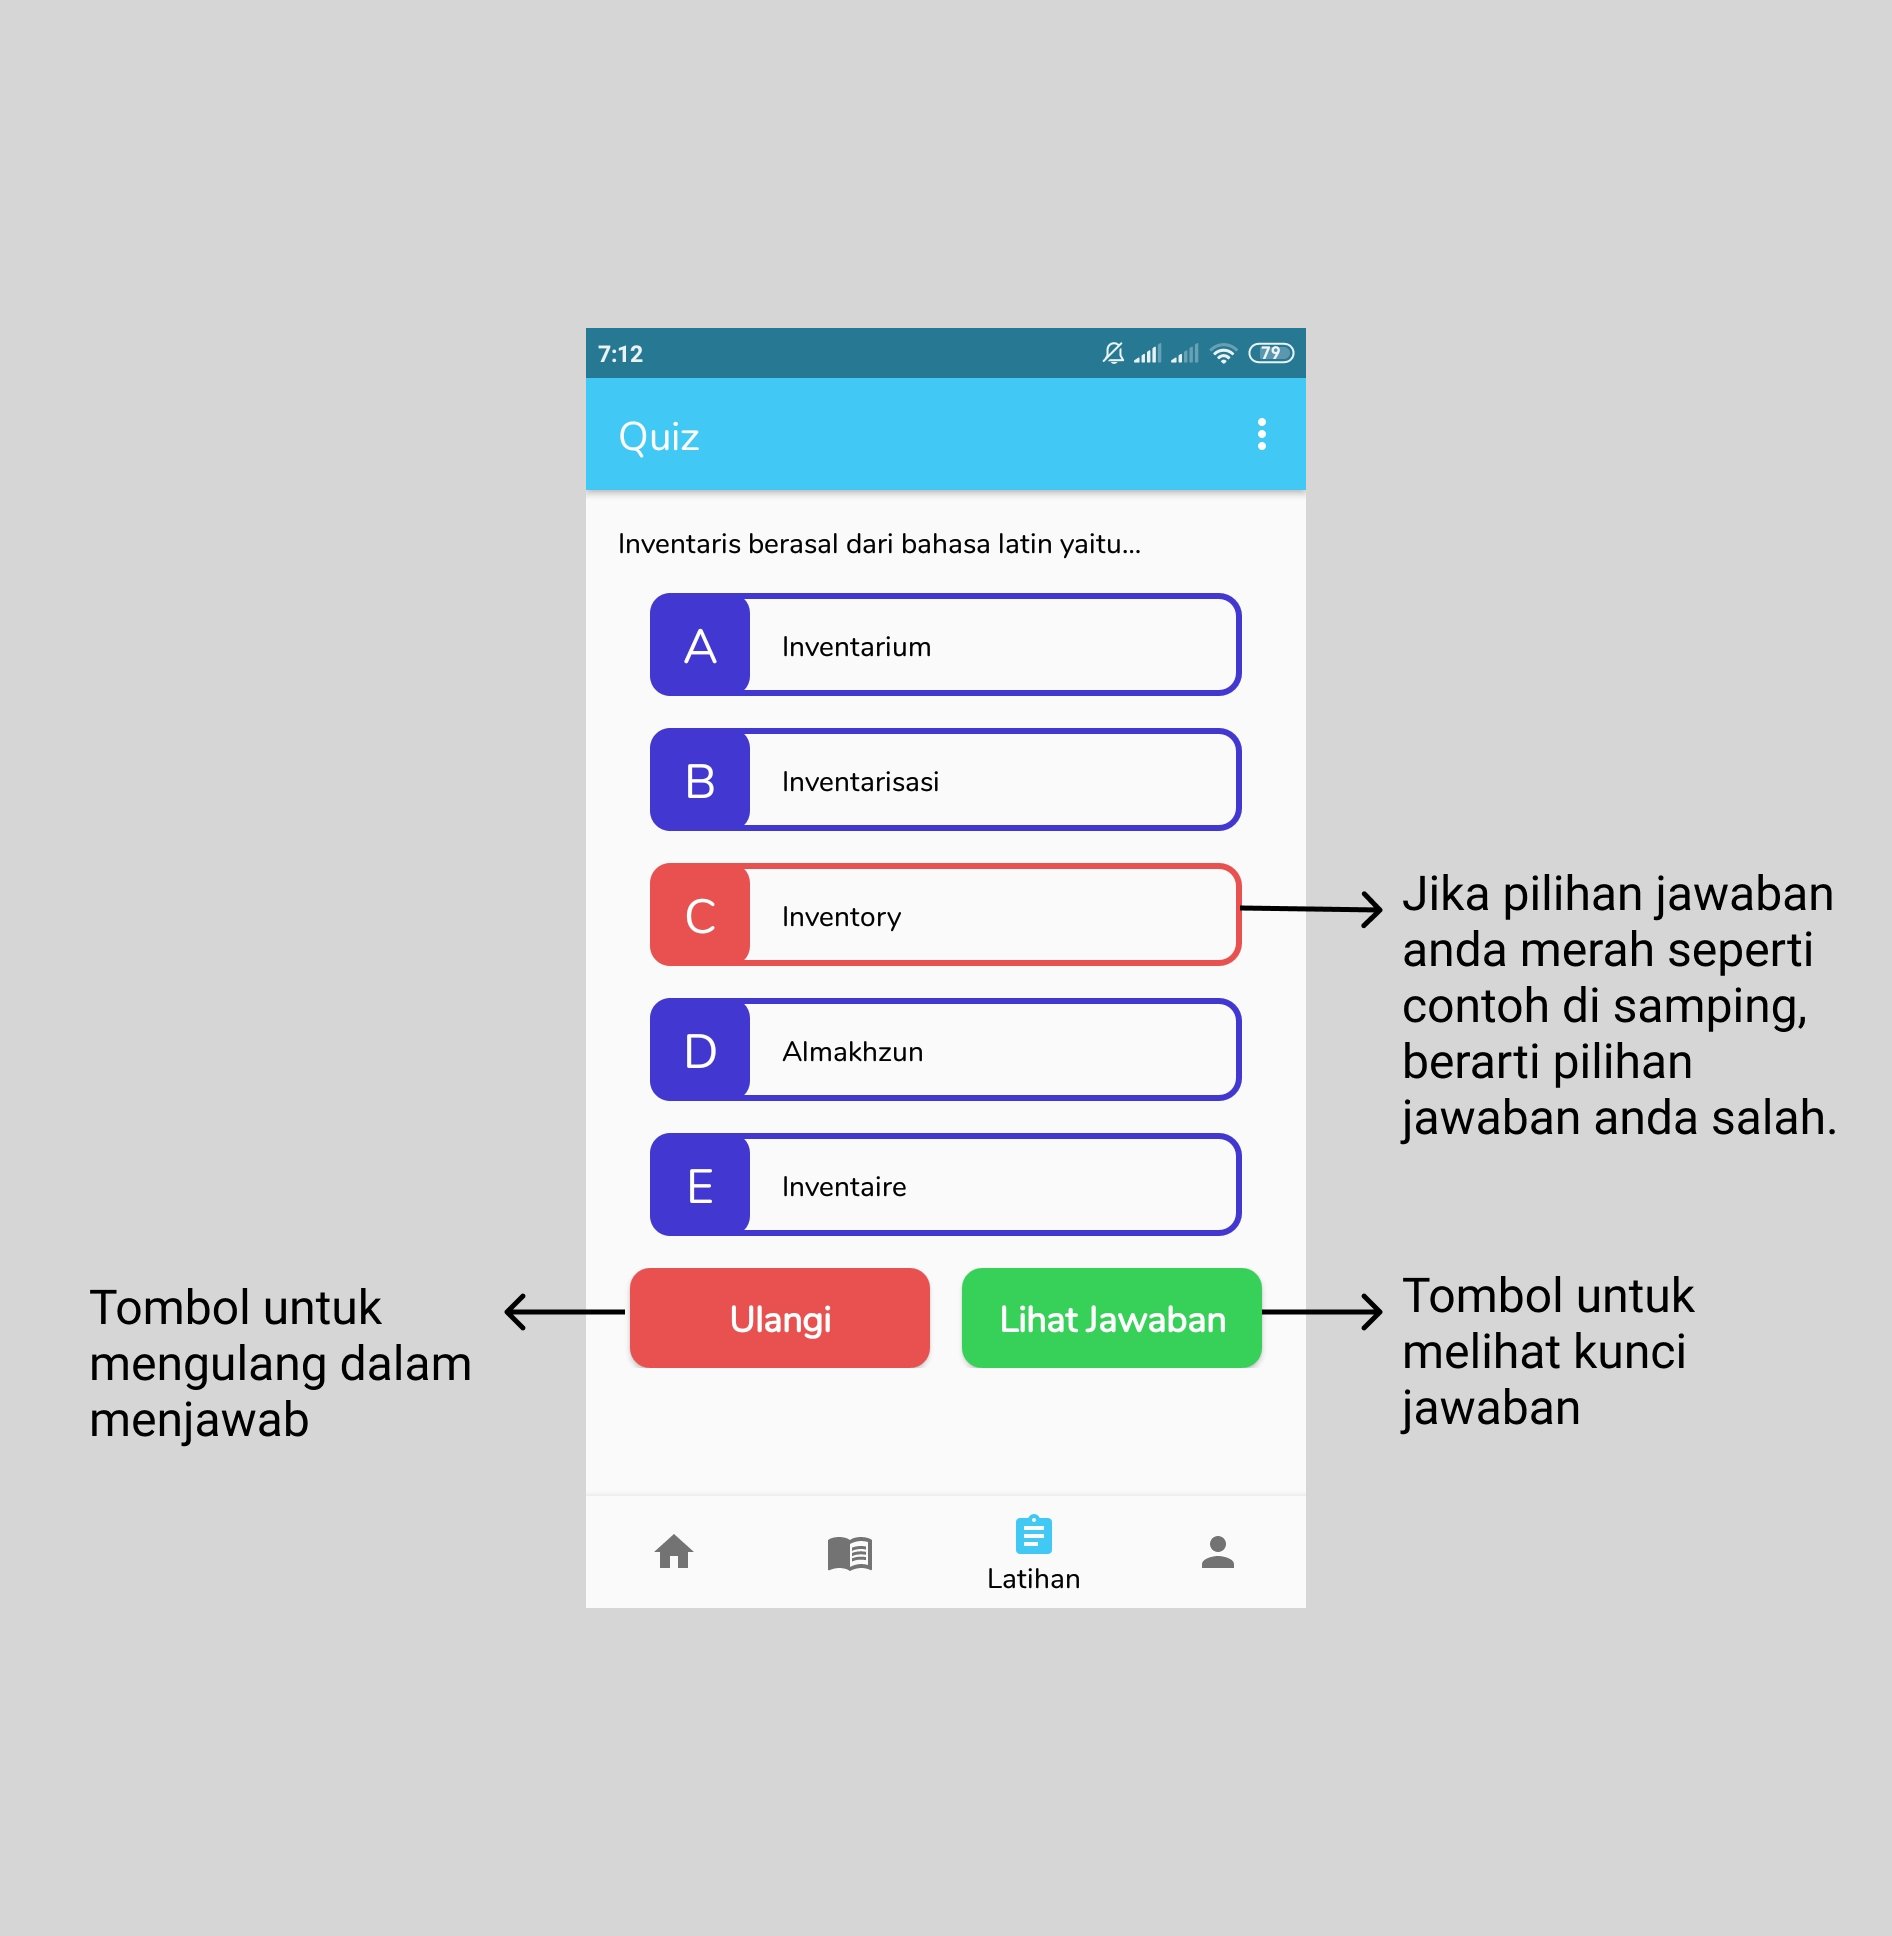 7:12
79
Quiz
Inventaris berasal dari bahasa latin yaitu...
A Inventarium
B Inventarisasi
C Inventory
D Almakhzun
E Inventaire
Jika pilihan jawaban
anda merah seperti
contoh di samping,
berarti pilihan
jawaban anda salah.
Tombol untuk
mengulang dalam
menjawab
Ulangi
Lihat Jawaban
Tombol untuk
melihat kunci
jawaban
Latihan